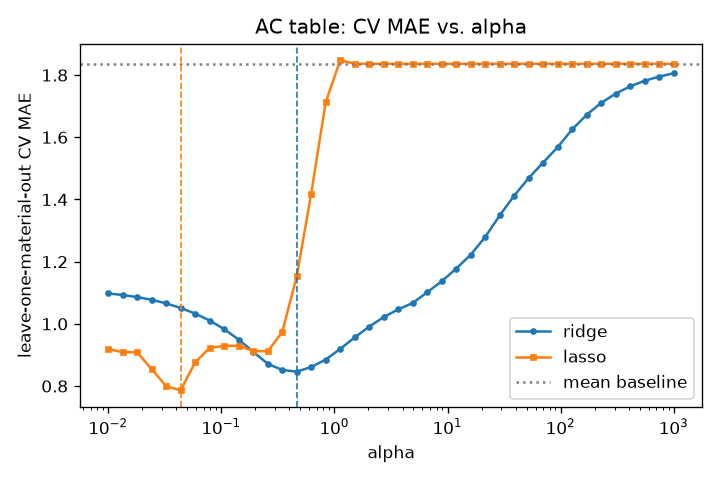 AC table: CV MAE vs. alpha
leave-one-material-out CV MAE
1.8
1.6
1.4
1.2
1.0
0.8
10⁻²
10⁻¹
10⁰
10¹
10²
10³
alpha
ridge
lasso
mean baseline